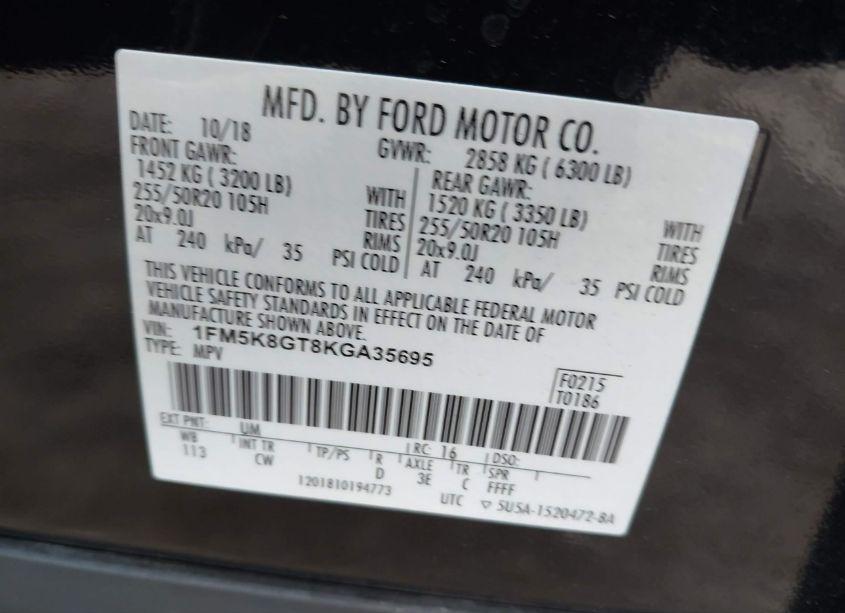 MFD. BY FORD MOTOR CO.
DATE: 10/18
GVWR: 2858 KG ( 6300 LB)
FRONT GAWR:
1452 KG ( 3200 LB)
WITH
255/50R20 105H
TIRES
20x9.0J
RIMS
AT 240 kPa/ 35 PSI COLD
REAR GAWR:
1520 KG ( 3350 LB)
WITH
255/50R20 105H
TIRES
20x9.0J
RIMS
AT 240 kPa/ 35 PSI COLD
THIS VEHICLE CONFORMS TO ALL APPLICABLE FEDERAL MOTOR
VEHICLE SAFETY STANDARDS IN EFFECT ON THE DATE OF
MANUFACTURE SHOWN ABOVE.
VIN: 1FM5K8GT8KGA35695
TYPE: MPV
F0215
T0186
EXT PNT: UM RC: 16 DSO:
WB INT TR TP/PS R AXLE TR SPR
113 CW D 3E C FFFF
1201810194773
UTC ▽ 5U5A-1520472-BA